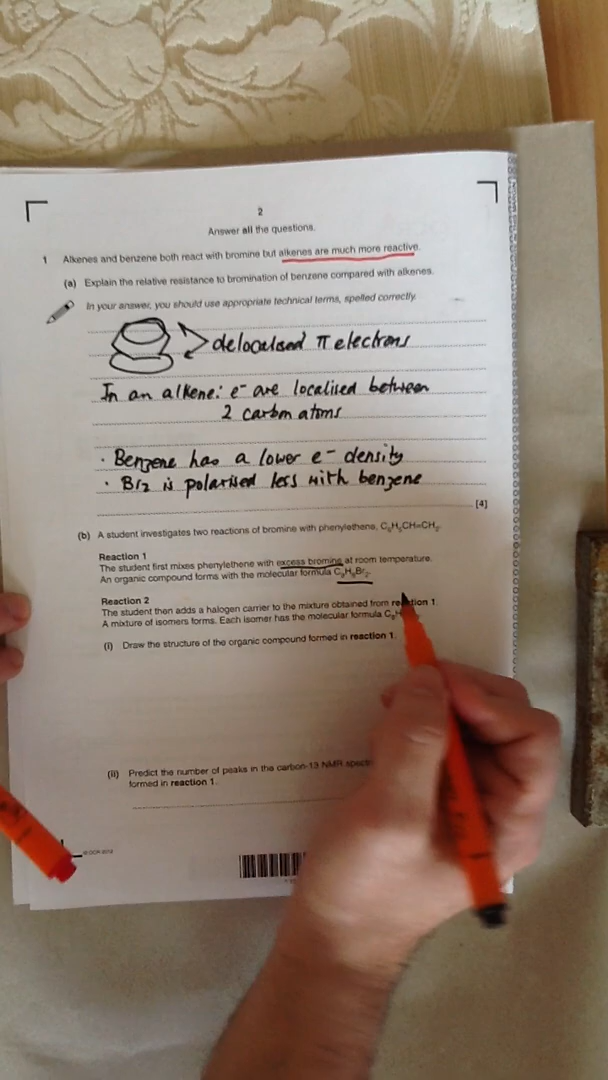 2
Answer all the questions.
1 Alkenes and benzene both react with bromine but alkenes are much more reactive.
(a) Explain the relative resistance to bromination of benzene compared with alkenes.
In your answer, you should use appropriate technical terms, spelled correctly.
delocalised π electrons
In an alkene: e⁻ are localised between
2 carbon atoms
· Benzene has a lower e⁻ density
· Br2 is polarised less with benzene
[4]
(b) A student investigates two reactions of bromine with phenylethene, C₆H₅CH=CH₂.
Reaction 1
The student first mixes phenylethene with excess bromine at room temperature.
An organic compound forms with the molecular formula C₈H₈Br₂.
Reaction 2
The student then adds a halogen carrier to the mixture obtained from reaction 1.
A mixture of isomers forms. Each isomer has the molecular formula
(i) Draw the structure of the organic compound formed in reaction 1.
(ii) Predict the number of peaks in the carbon-13 NMR
formed in reaction 1.
© OCR 2012